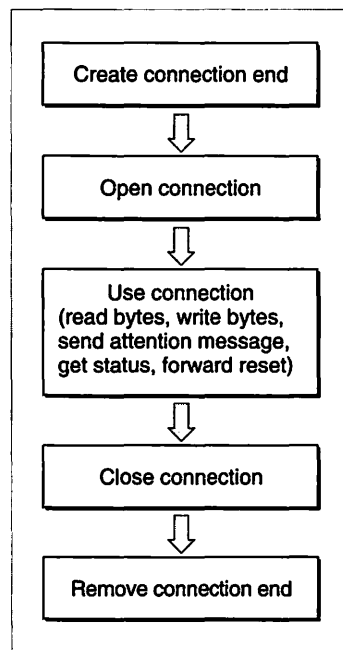 Create connection end
Open connection
Use connection
(read bytes, write bytes,
send attention message,
get status, forward reset)
Close connection
Remove connection end